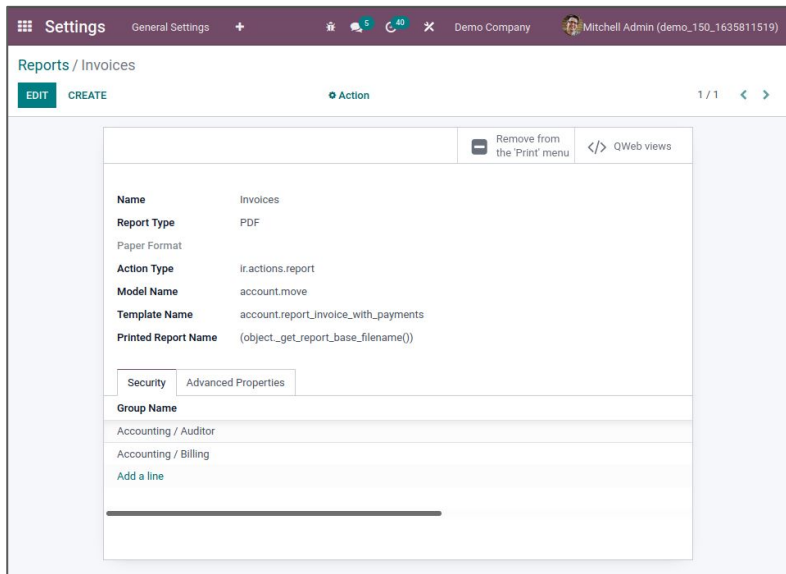 Settings General Settings + 5 40 Demo Company Mitchell Admin (demo_150_1635811519)
Reports / Invoices
EDIT CREATE Action 1 / 1
Remove from
the 'Print' menu
</> QWeb views
Name Invoices
Report Type PDF
Paper Format
Action Type ir.actions.report
Model Name account.move
Template Name account.report_invoice_with_payments
Printed Report Name (object._get_report_base_filename())
Security Advanced Properties
Group Name
Accounting / Auditor
Accounting / Billing
Add a line